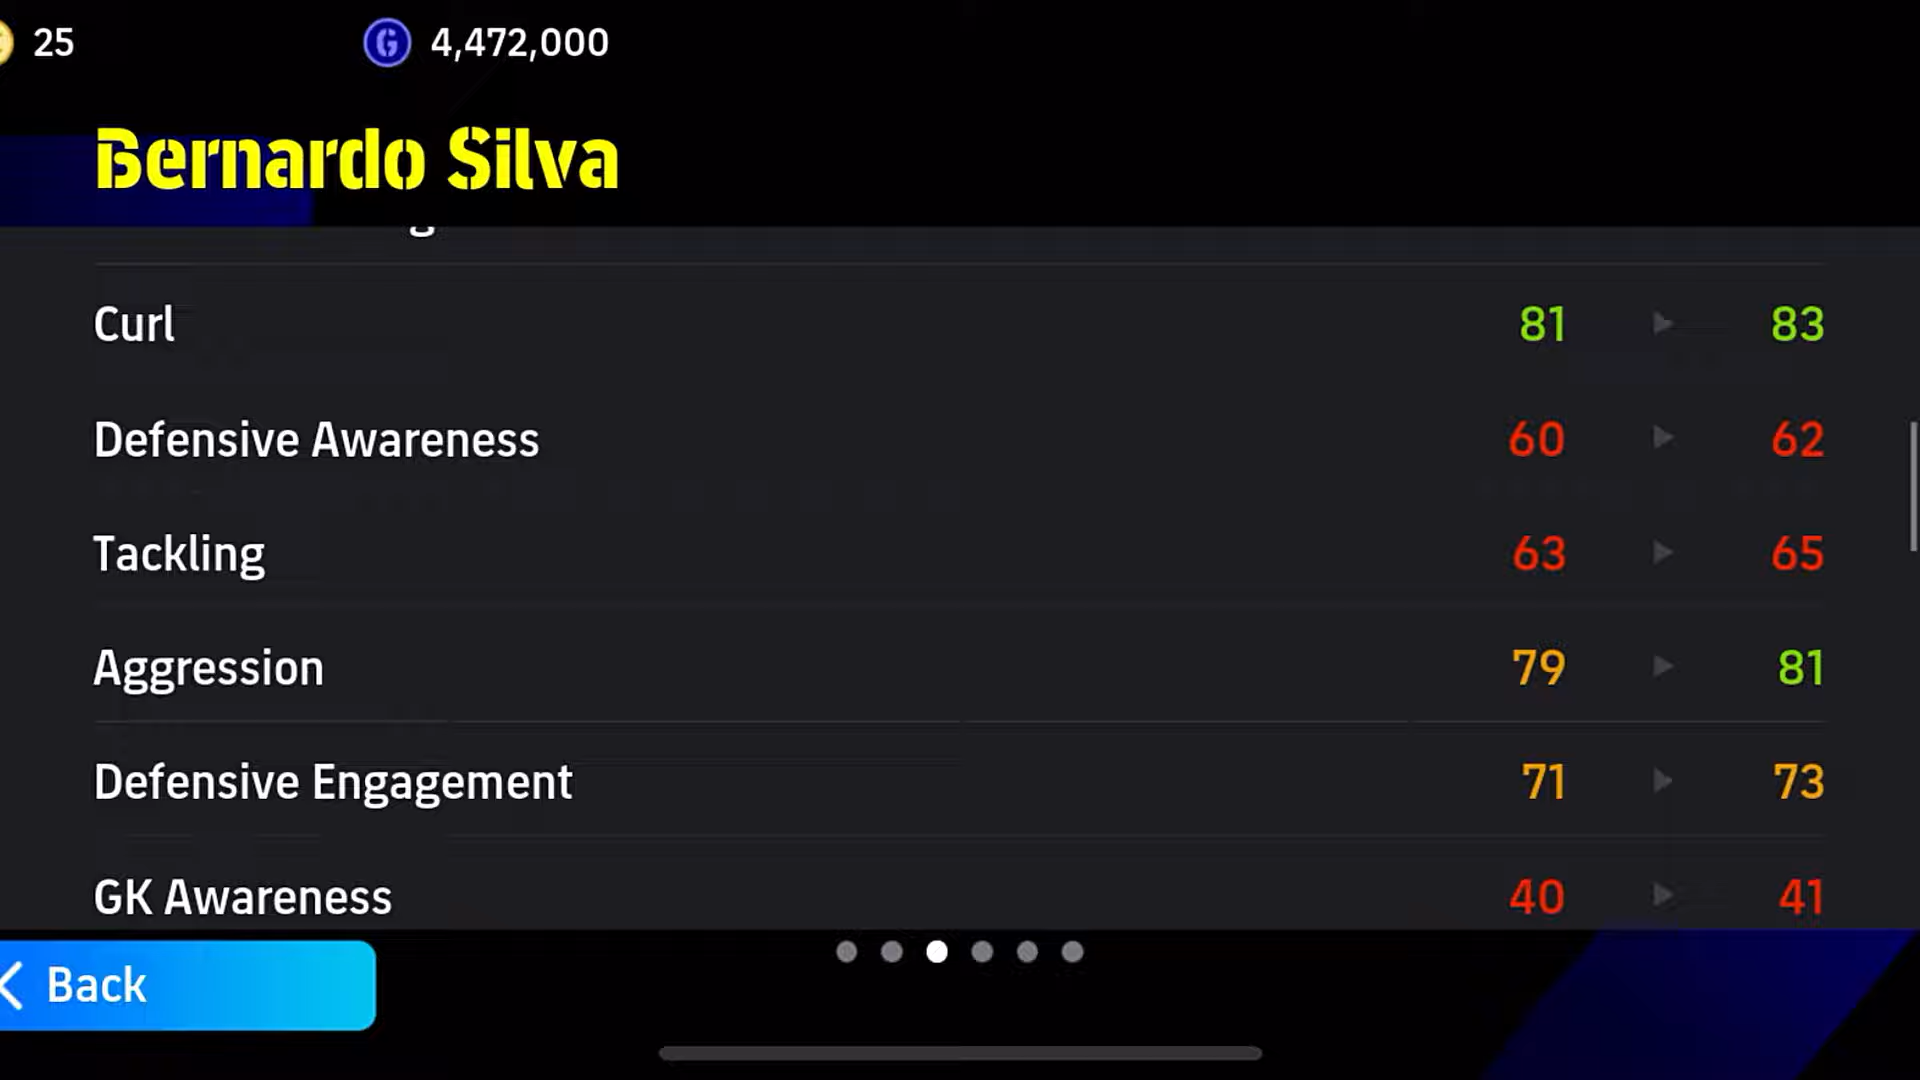 25
4,472,000
Bernardo Silva
Curl 81 83
Defensive Awareness 60 62
Tackling 63 65
Aggression 79 81
Defensive Engagement 71 73
GK Awareness 40 41
Back